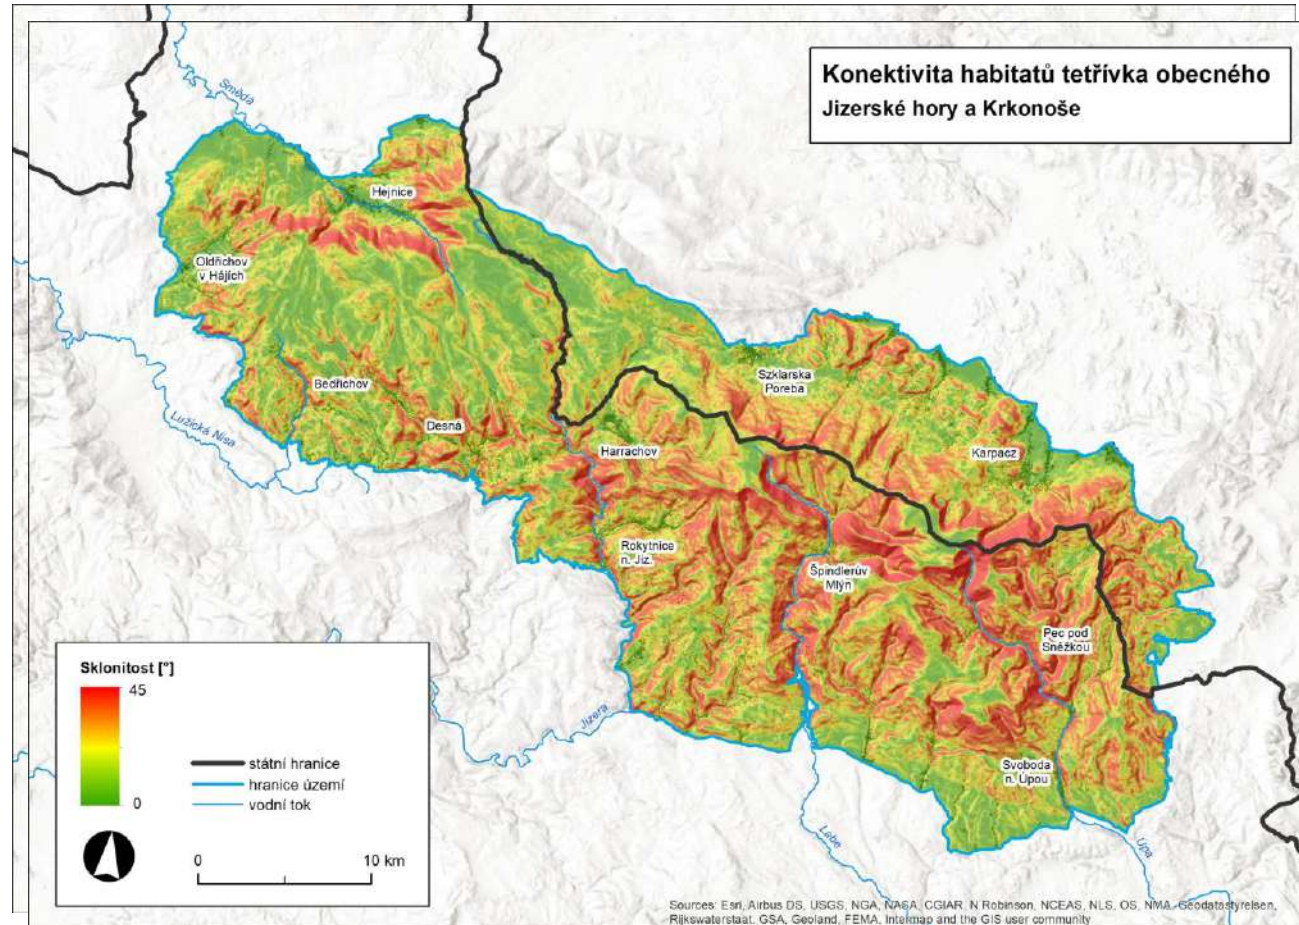 Konektivita habitatů tetřívka obecného
Jizerské hory a Krkonoše
Smědá
Hejnice
Oldřichov
v Hájích
Bedřichov
Lužická Nisa
Desná
Szklarska
Poreba
Harrachov
Karpacz
Rokytnice
n. Jiz.
Špindlerův
Mlýn
Pec pod
Sněžkou
Jizera
Svoboda
n. Úpou
Labe
Úpa
Sklonitost [°]
45
0
státní hranice
hranice území
vodní tok
0
10 km
Sources: Esri, Airbus DS, USGS, NGA, NASA, CGIAR, N Robinson, NCEAS, NLS, OS, NMA, Geodatastyrelsen,
Rijkswaterstaat, GSA, Geoland, FEMA, Intermap and the GIS user community